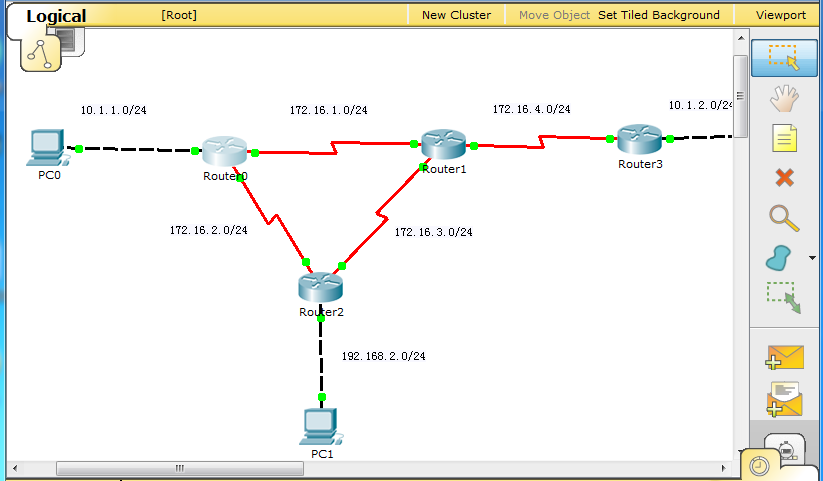 Logical
[Root]
New Cluster
Move Object
Set Tiled Background
Viewport
10.1.1.0/24
172.16.1.0/24
172.16.4.0/24
10.1.2.0/24
PC0
Router0
Router1
Router3
172.16.2.0/24
172.16.3.0/24
Router2
192.168.2.0/24
PC1